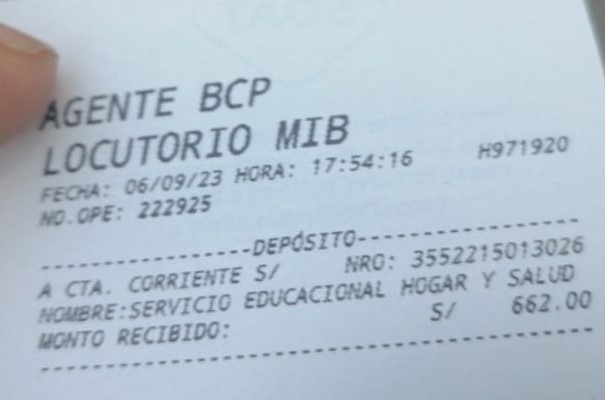 AGENTE BCP
LOCUTORIO MIB
FECHA: 06/09/23 HORA: 17:54:16 H971920
NO.OPE: 222925
------------------DEPÓSITO------------------
A CTA. CORRIENTE S/ NRO: 3552215013026
NOMBRE:SERVICIO EDUCACIONAL HOGAR Y SALUD
MONTO RECIBIDO: S/ 662.00
--------------------------------------------